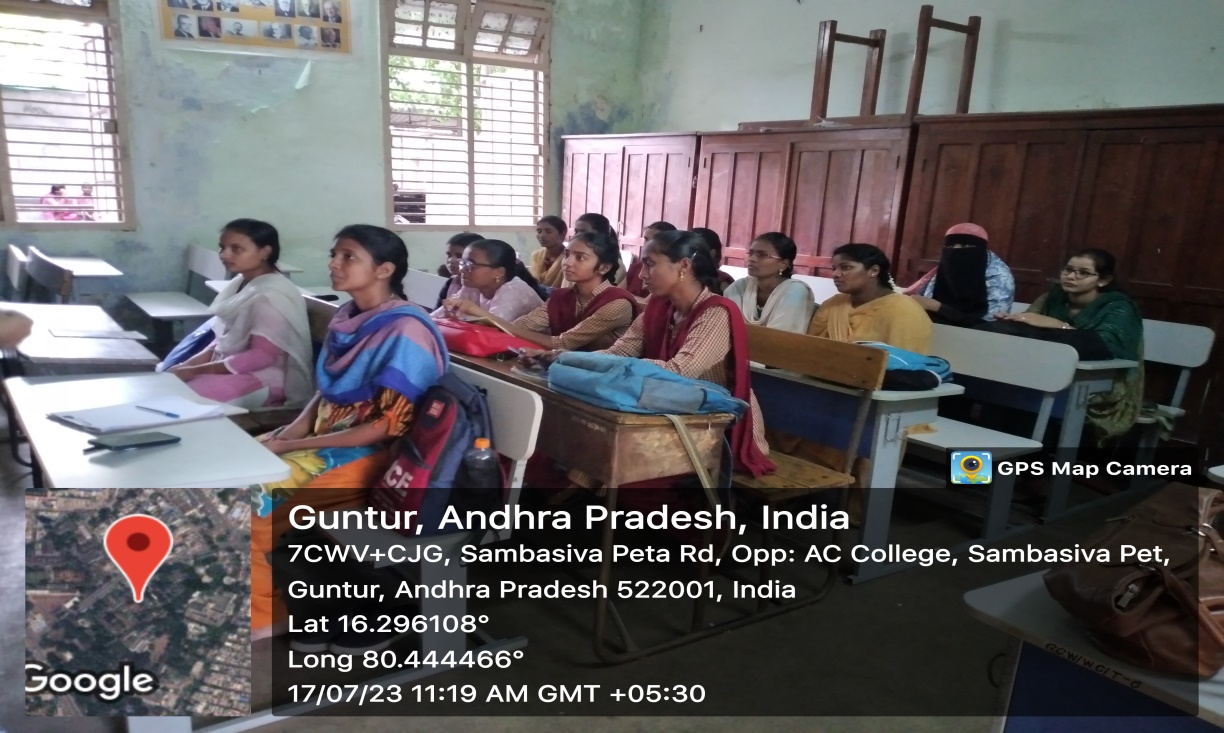 GPS Map Camera
Guntur, Andhra Pradesh, India
7CWV+CJG, Sambasiva Peta Rd, Opp: AC College, Sambasiva Pet,
Guntur, Andhra Pradesh 522001, India
Lat 16.296108°
Long 80.444466°
17/07/23 11:19 AM GMT +05:30
Google